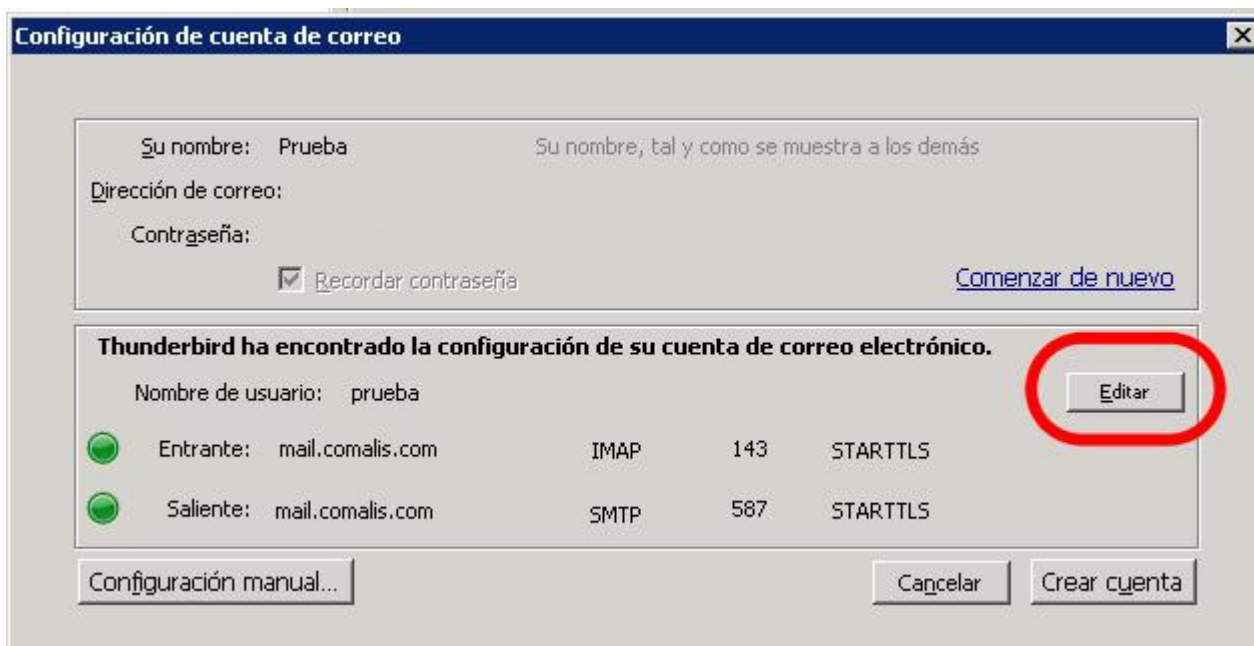 Configuración de cuenta de correo
Su nombre: Prueba Su nombre, tal y como se muestra a los demás
Dirección de correo:
Contraseña:
Recordar contraseña Comenzar de nuevo
Thunderbird ha encontrado la configuración de su cuenta de correo electrónico.
Nombre de usuario: prueba Editar
Entrante: mail.comalis.com IMAP 143 STARTTLS
Saliente: mail.comalis.com SMTP 587 STARTTLS
Configuración manual... Cancelar Crear cuenta